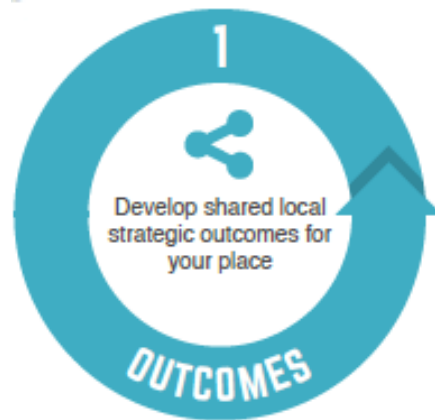 1
Develop shared local
strategic outcomes for
your place
OUTCOMES